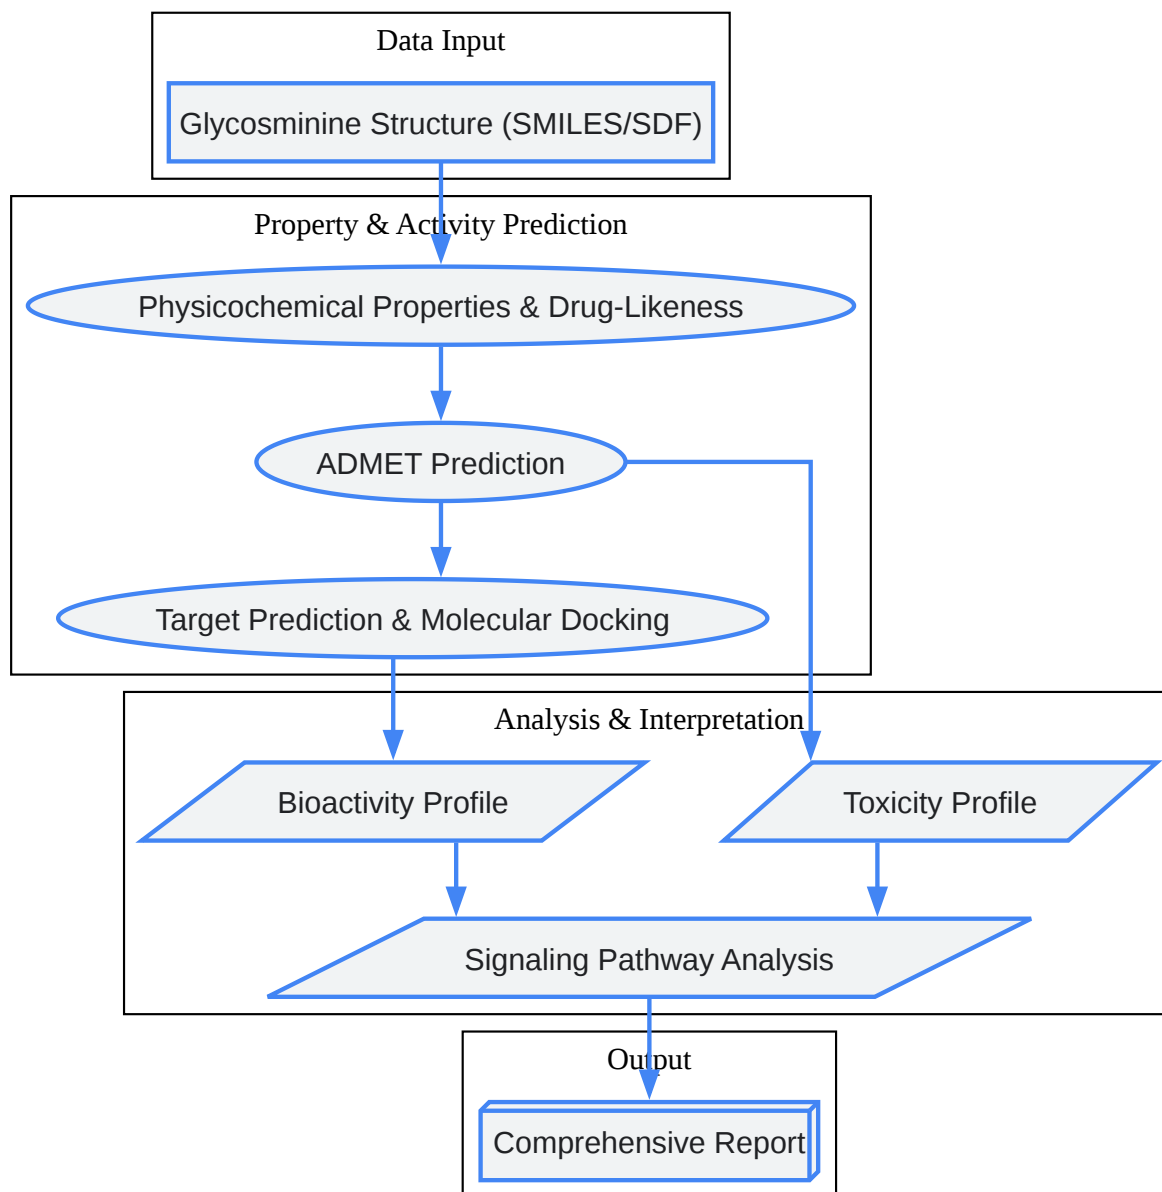 Data Input
Glycosminine Structure (SMILES/SDF)
Property & Activity Prediction
Physicochemical Properties & Drug-Likeness
ADMET Prediction
Target Prediction & Molecular Docking
Analysis & Interpretation
Bioactivity Profile
Toxicity Profile
Signaling Pathway Analysis
Output
Comprehensive Report